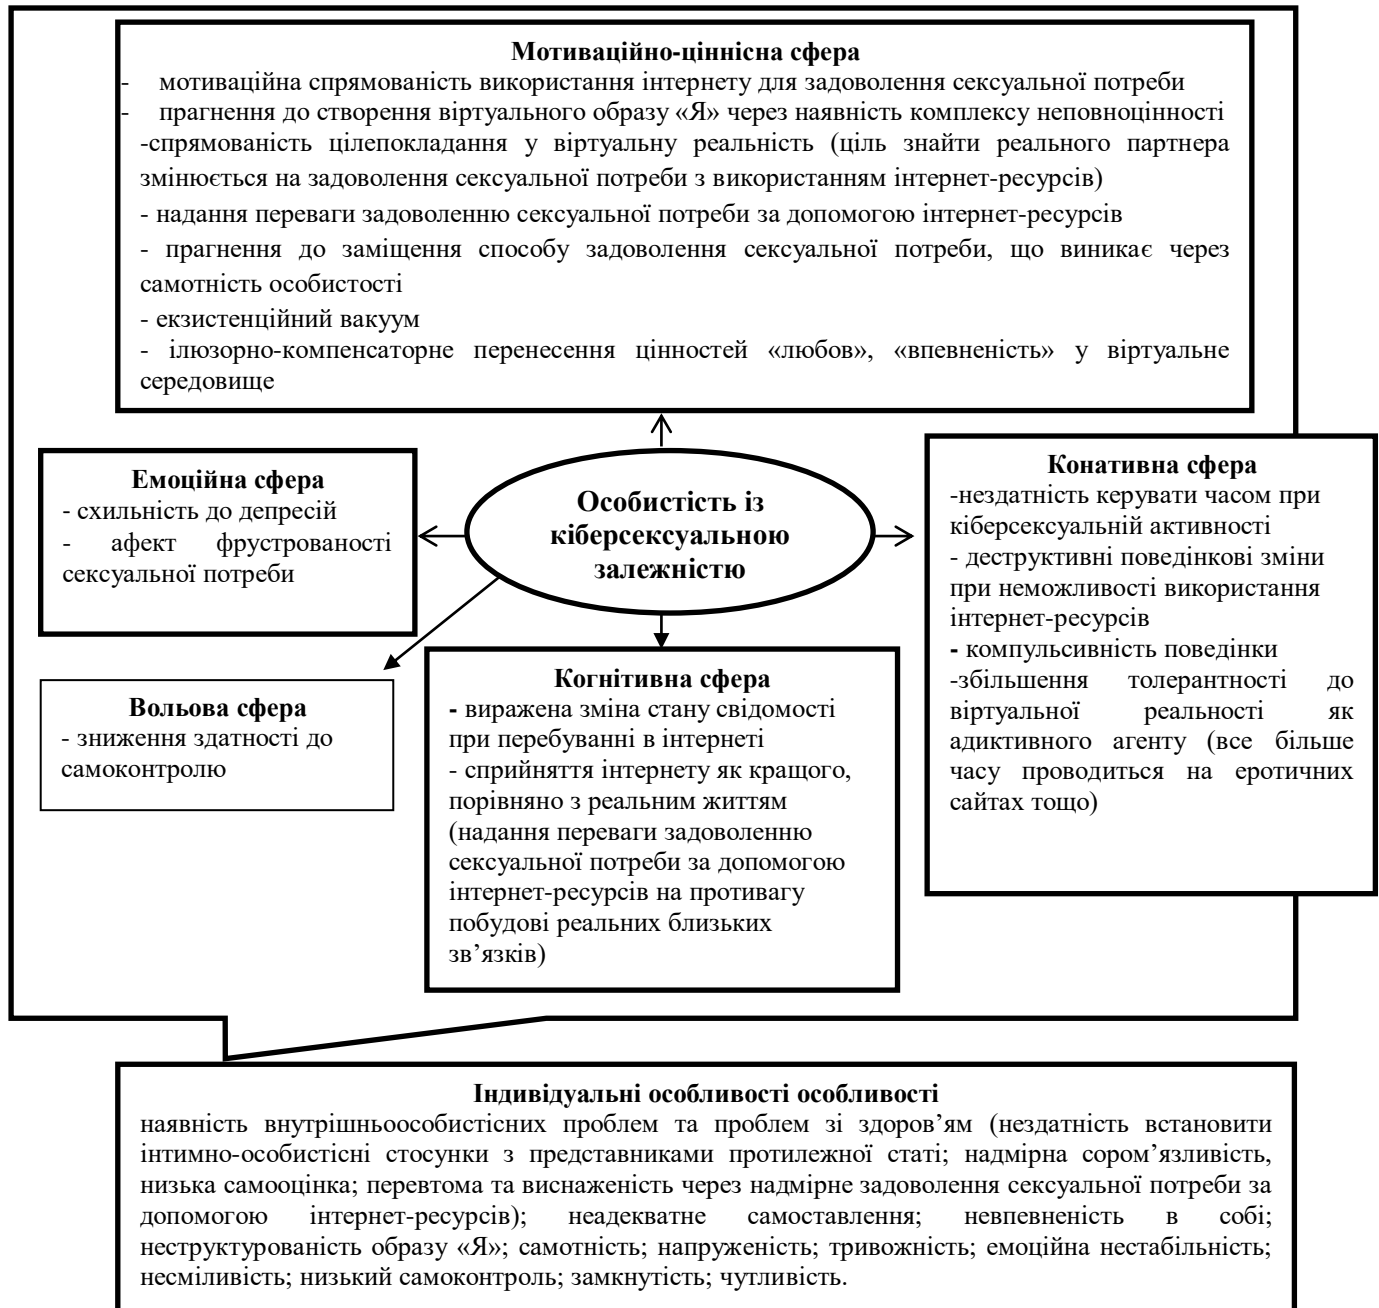 Мотиваційно-ціннісна сфера
- мотиваційна спрямованість використання інтернету для задоволення сексуальної потреби
- прагнення до створення віртуального образу «Я» через наявність комплексу неповноцінності
-спрямованість цілепокладання у віртуальну реальність (ціль знайти реального партнера
змінюється на задоволення сексуальної потреби з використанням інтернет-ресурсів)
- надання переваги задоволенню сексуальної потреби за допомогою інтернет-ресурсів
- прагнення до заміщення способу задоволення сексуальної потреби, що виникає через
самотність особистості
- екзистенційний вакуум
- ілюзорно-компенсаторне перенесення цінностей «любов», «впевненість» у віртуальне
середовище
Емоційна сфера
- схильність до депресій
- афект фрустрованості
сексуальної потреби
Особистість із
кіберсексуальною
залежністю
Конативна сфера
-нездатність керувати часом при
кіберсексуальній активності
- деструктивні поведінкові зміни
при неможливості використання
інтернет-ресурсів
- компульсивність поведінки
-збільшення толерантності до
віртуальної реальності як
адиктивного агенту (все більше
часу проводиться на еротичних
сайтах тощо)
Вольова сфера
- зниження здатності до
самоконтролю
Когнітивна сфера
- виражена зміна стану свідомості
при перебуванні в інтернеті
- сприйняття інтернету як кращого,
порівняно з реальним життям
(надання переваги задоволенню
сексуальної потреби за допомогою
інтернет-ресурсів на противагу
побудові реальних близьких
зв’язків)
Індивідуальні особливості особливості
наявність внутрішньоособистісних проблем та проблем зі здоров’ям (нездатність встановити
інтимно-особистісні стосунки з представниками протилежної статі; надмірна сором’язливість,
низька самооцінка; перевтома та виснаженість через надмірне задоволення сексуальної потреби за
допомогою інтернет-ресурсів); неадекватне самоставлення; невпевненість в собі;
неструктурованість образу «Я»; самотність; напруженість; тривожність; емоційна нестабільність;
несміливість; низький самоконтроль; замкнутість; чутливість.